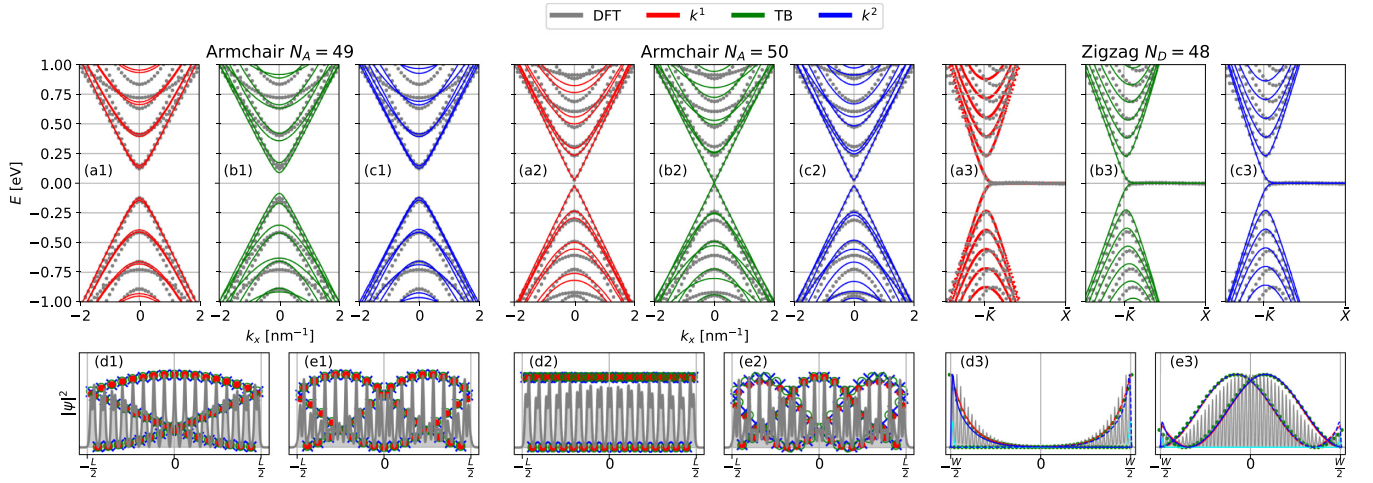 DFT k¹ TB k²
Armchair N_A = 49 Armchair N_A = 50 Zigzag N_D = 48
1.00
0.75
0.50
0.25
0.00
−0.25
−0.50
−0.75
−1.00
E [eV]
(a1) (b1) (c1) (a2) (b2) (c2) (a3) (b3) (c3)
−2 0 2 −2 0 2 −2 0 2 −2 0 2 −2 0 2 −2 0 2 −K̃ X̃ −K̃ X̃ −K̃ X̃
k_x [nm⁻¹] k_x [nm⁻¹]
|ψ|²
(d1) (e1) (d2) (e2) (d3) (e3)
−L/2 0 L/2 −L/2 0 L/2 −L/2 0 L/2 −L/2 0 L/2 −W/2 0 W/2 −W/2 0 W/2